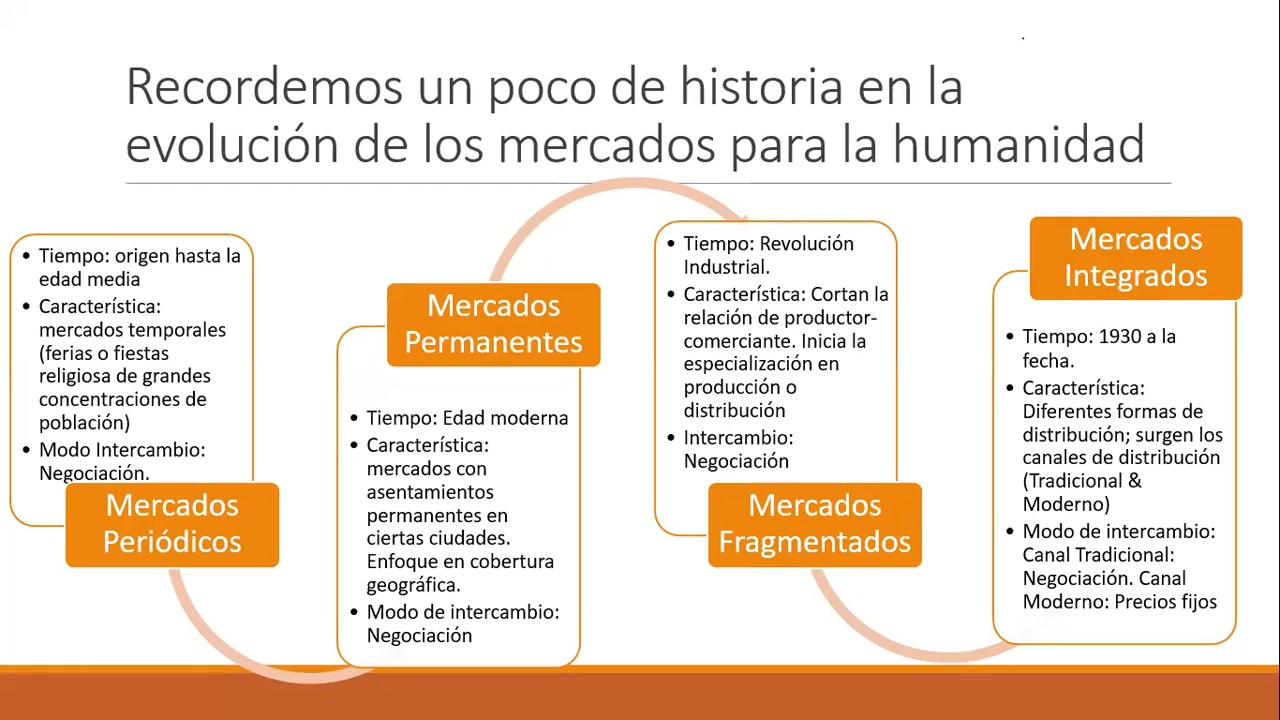 Recordemos un poco de historia en la
evolución de los mercados para la humanidad
• Tiempo: origen hasta la
edad media
• Característica:
mercados temporales
(ferias o fiestas
religiosa de grandes
concentraciones de
población)
• Modo Intercambio:
Negociación.
Mercados
Periódicos
Mercados
Permanentes
• Tiempo: Edad moderna
• Característica:
mercados con
asentamientos
permanentes en
ciertas ciudades.
Enfoque en cobertura
geográfica.
• Modo de intercambio:
Negociación
• Tiempo: Revolución
Industrial.
• Característica: Cortan la
relación de productor-
comerciante. Inicia la
especialización en
producción o
distribución
• Intercambio:
Negociación
Mercados
Fragmentados
Mercados
Integrados
• Tiempo: 1930 a la
fecha.
• Característica:
Diferentes formas de
distribución; surgen los
canales de distribución
(Tradicional &
Moderno)
• Modo de intercambio:
Canal Tradicional:
Negociación. Canal
Moderno: Precios fijos